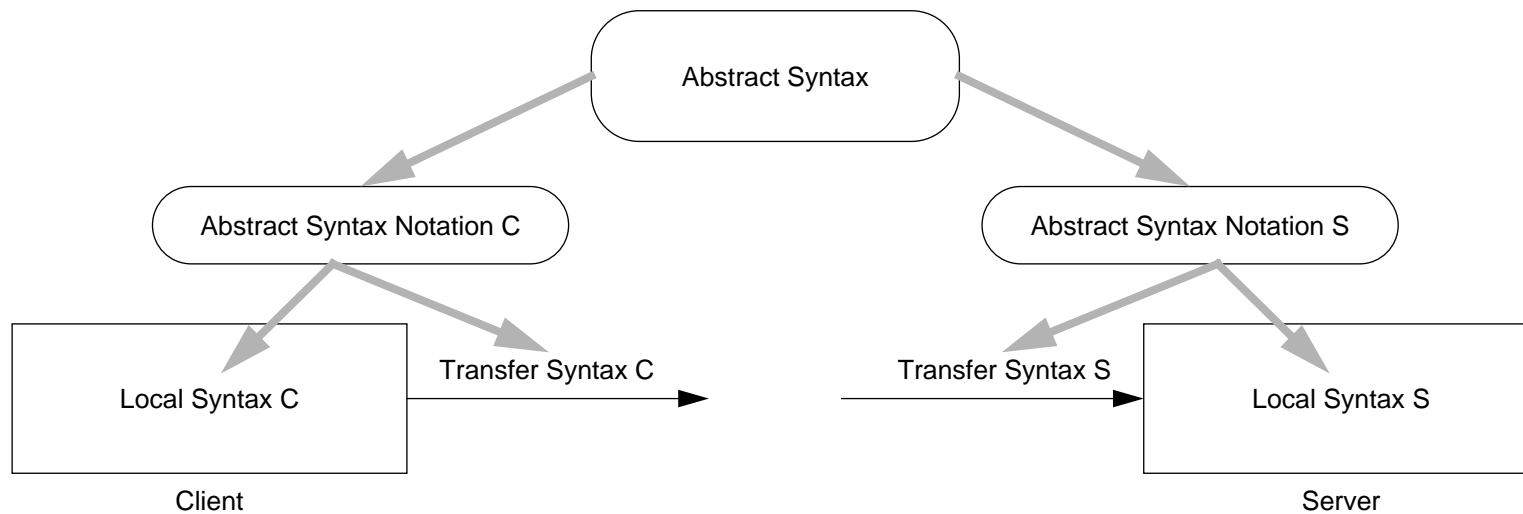 Abstract Syntax
Abstract Syntax Notation C
Abstract Syntax Notation S
Transfer Syntax C
Transfer Syntax S
Local Syntax C
Local Syntax S
Client
Server